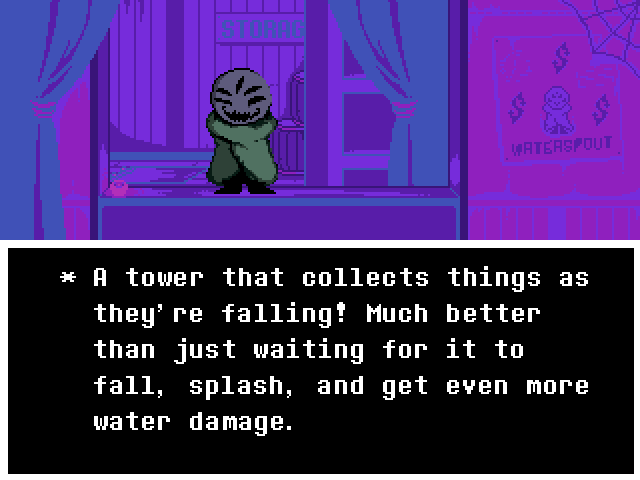 STORAG
WATERSPOUT
* A tower that collects things as
they're falling! Much better
than just waiting for it to
fall, splash, and get even more
water damage.